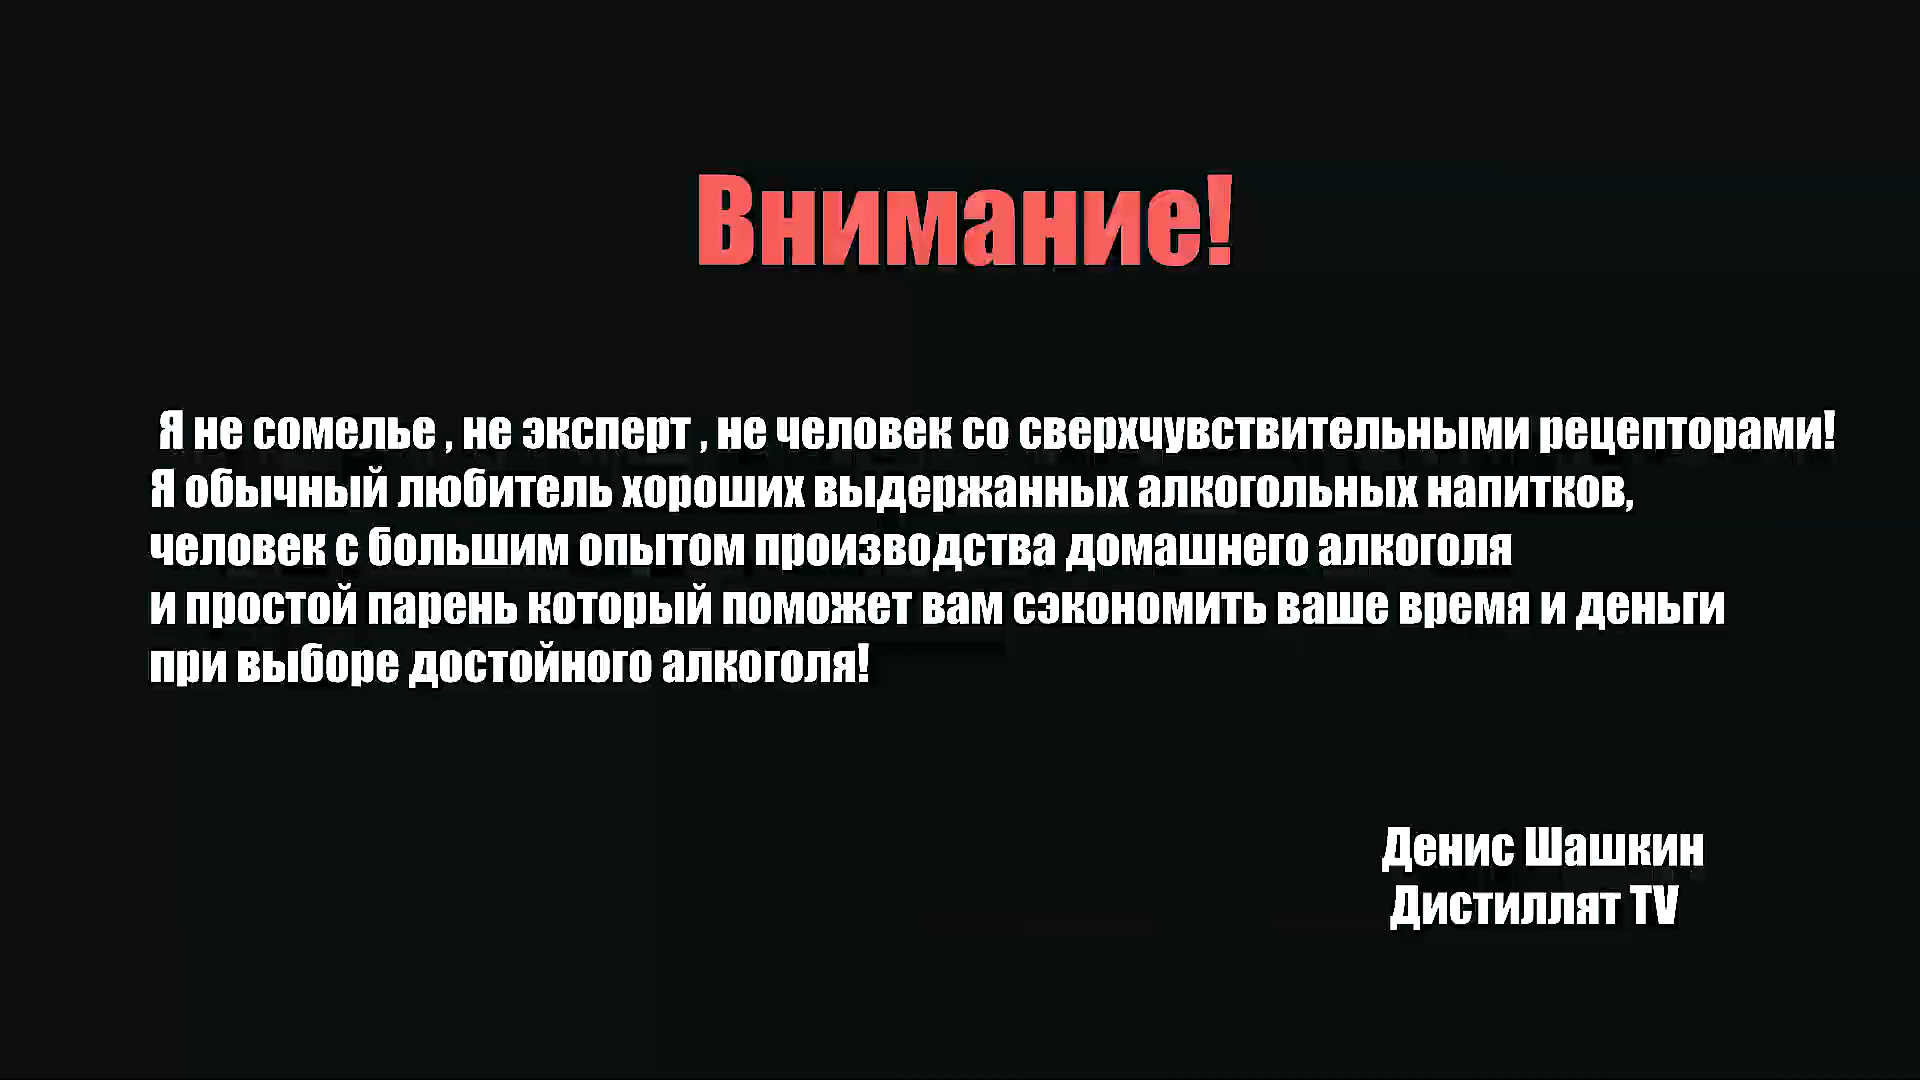 Внимание!
Я не сомелье , не эксперт , не человек со сверхчувствительными рецепторами!
Я обычный любитель хороших выдержанных алкогольных напитков,
человек с большим опытом производства домашнего алкоголя
и простой парень который поможет вам сэкономить ваше время и деньги
при выборе достойного алкоголя!
Денис Шашкин
Дистиллят TV